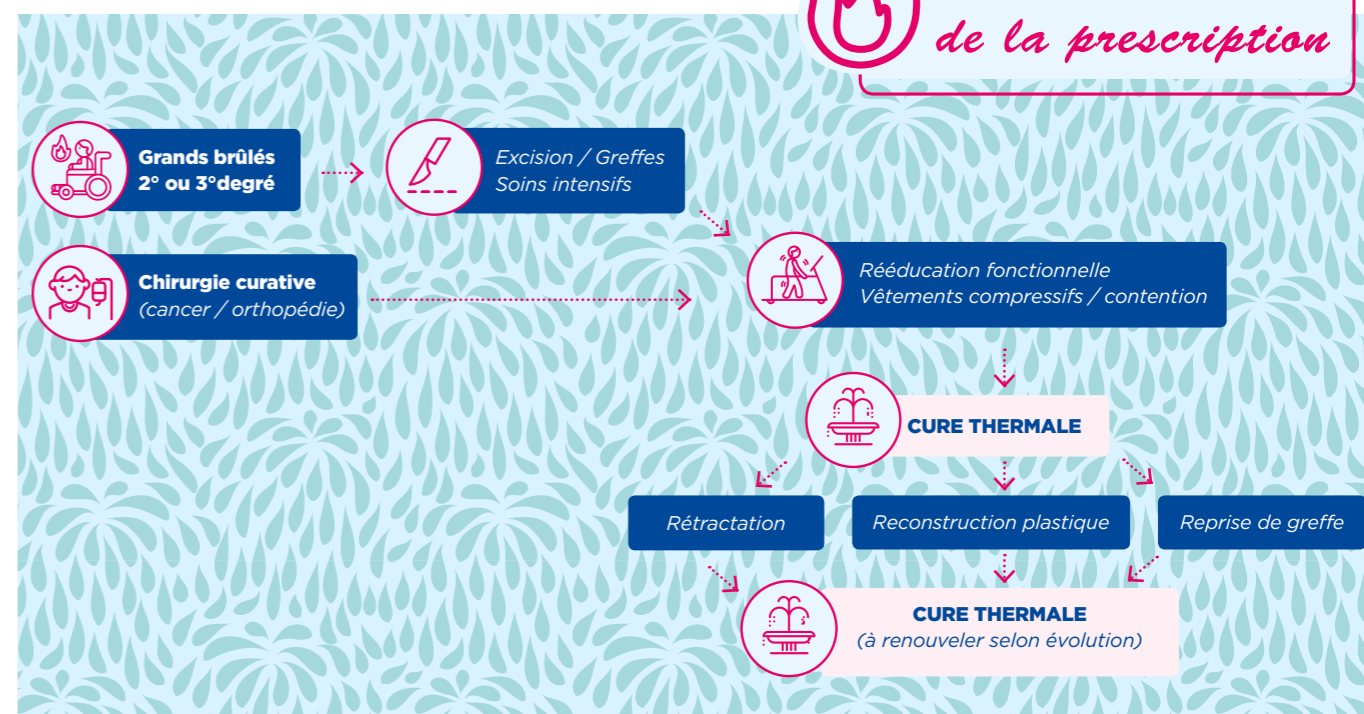 de la prescription
Grands brûlés
2° ou 3°degré
Excision / Greffes
Soins intensifs
Chirurgie curative
(cancer / orthopédie)
Rééducation fonctionnelle
Vêtements compressifs / contention
CURE THERMALE
Rétractation
Reconstruction plastique
Reprise de greffe
CURE THERMALE
(à renouveler selon évolution)